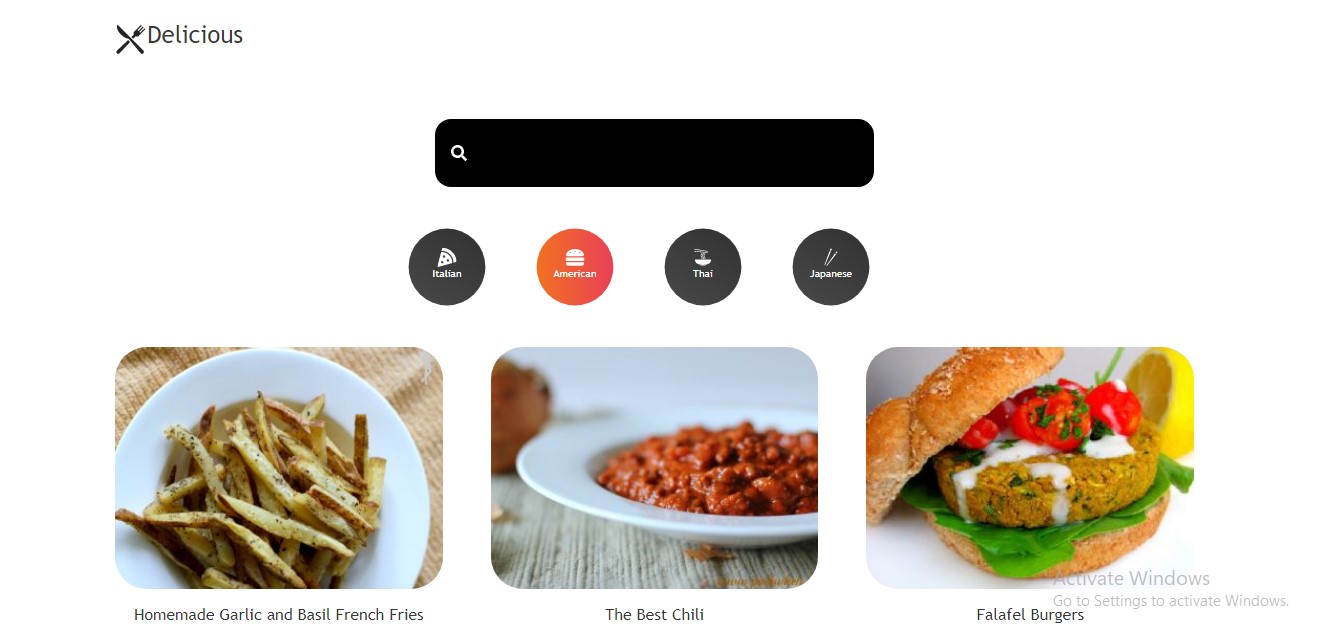 Delicious
Italian
American
Thai
Japanese
Homemade Garlic and Basil French Fries
The Best Chili
Falafel Burgers
Activate Windows
Go to Settings to activate Windows.